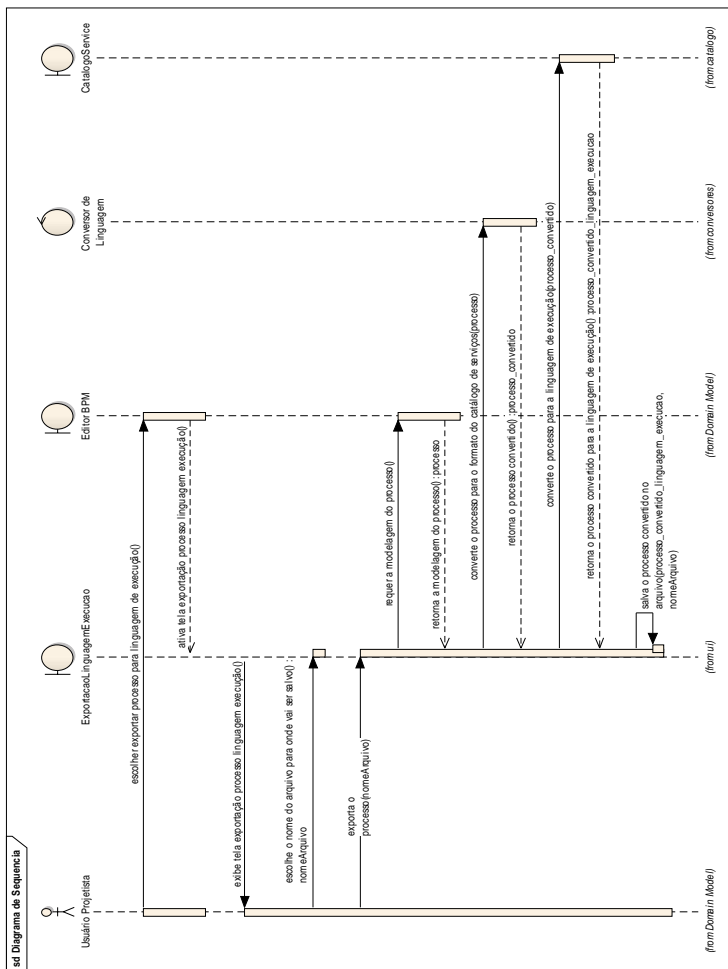 sd Diagrama de Sequencia
Usuário Projetista
ExportacaoLinguagemExecucao
Editor BPM
Conversor de
Linguagem
CatalogoService
escolher exportar processo para linguagem de execução()
ativa tela exportação processo linguagem execução()
exibe tela exportação processo linguagem execução()
escolhe o nome do arquivo para onde vai ser salvo() :
nomeArquivo
exporta o
processo(nomeArquivo)
requer a modelagem do processo()
retorna a modelagem do processo() :processo
converte o processo para o formato do catálogo de serviços(processo)
retorna o processo convertido() :processo_convertido
converte o processo para a linguagem de execução(processo_convertido)
retorna o processo convertido para a linguagem de execução() :processo_convertido_linguagem_execucao
salva o processo convertido no
arquivo(processo_convertido_linguagem_execucao,
nomeArquivo)
(from Domain Model)
(from ui)
(from Domain Model)
(from conversores)
(from catalogo)